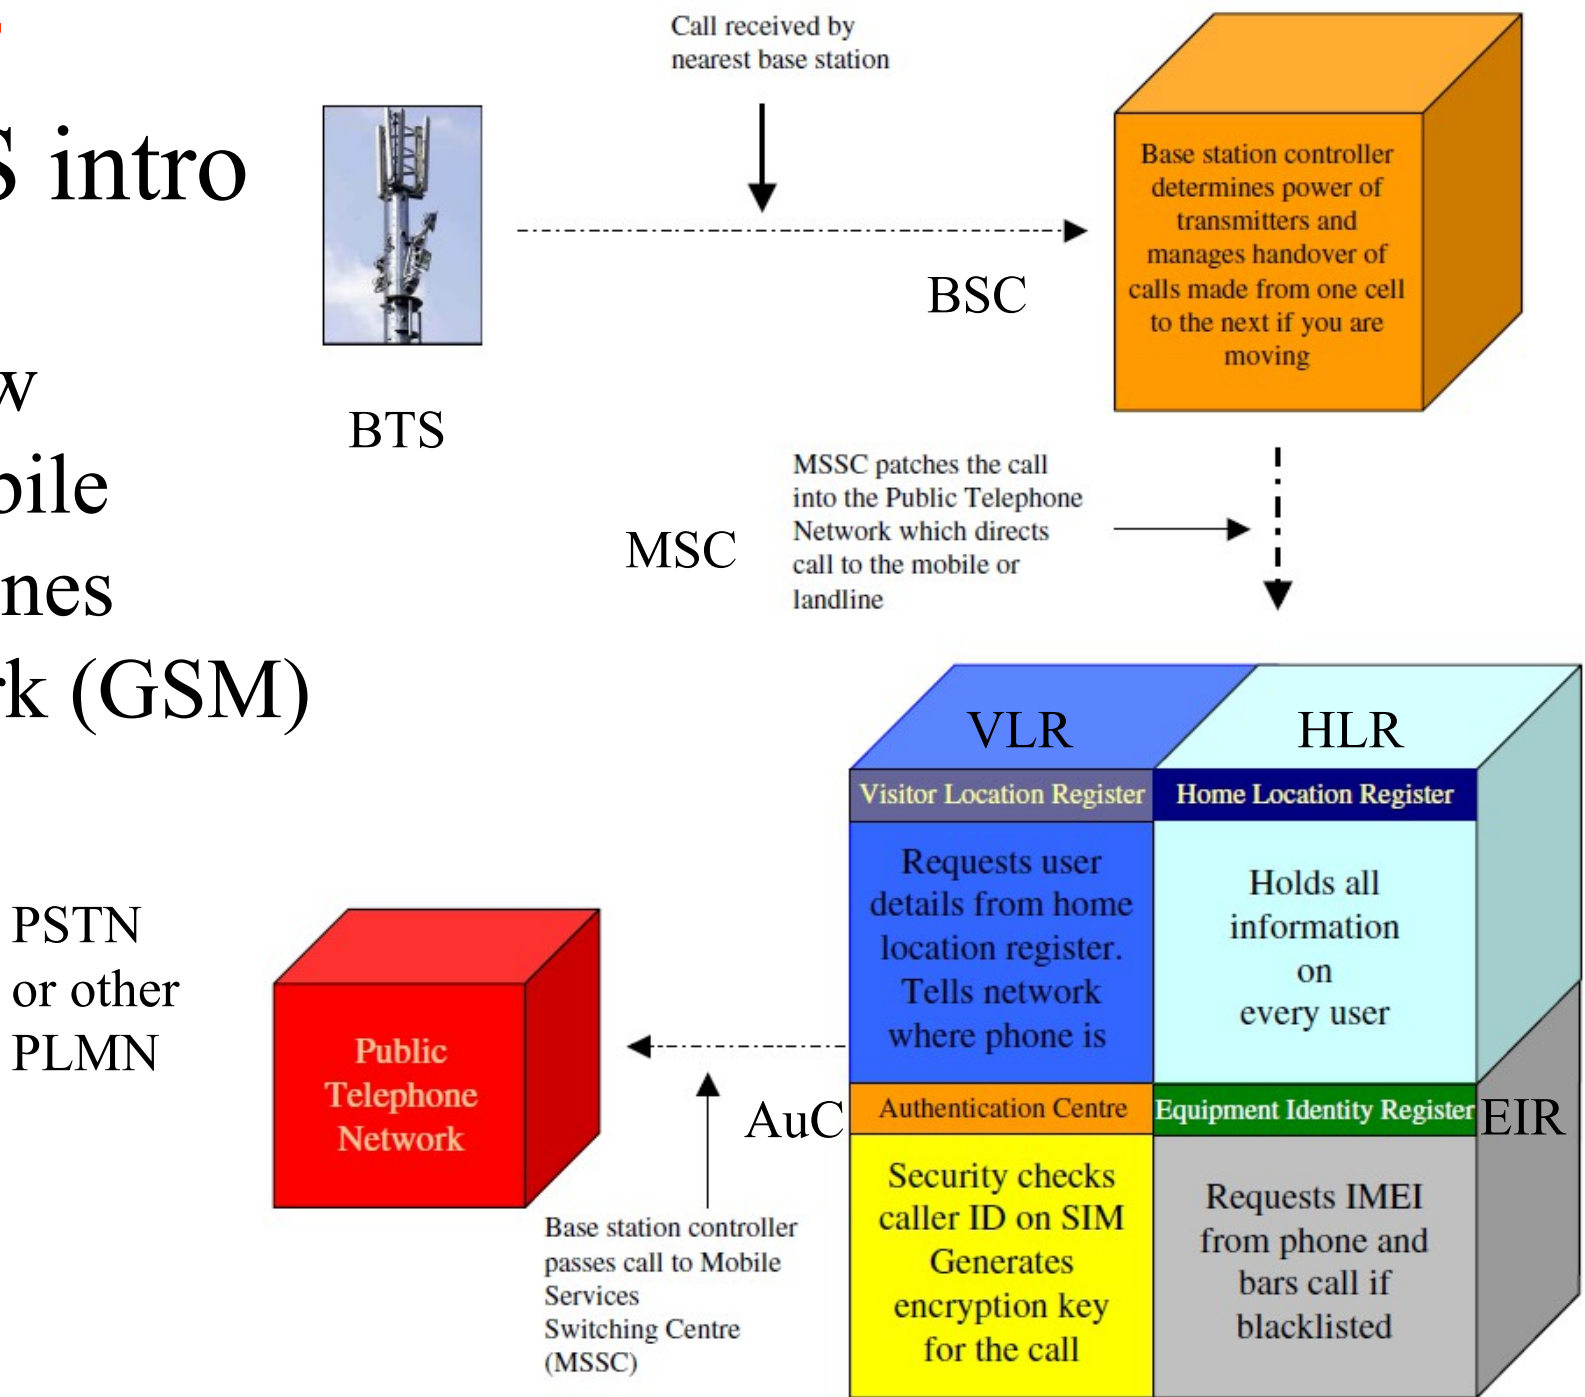 S intro
w
bile
nes
rk (GSM)
Call received by
nearest base station
BTS
BSC
Base station controller
determines power of
transmitters and
manages handover of
calls made from one cell
to the next if you are
moving
MSC
MSSC patches the call
into the Public Telephone
Network which directs
call to the mobile or
landline
VLR
HLR
Visitor Location Register
Home Location Register
Requests user
details from home
location register.
Tells network
where phone is
Holds all
information
on
every user
PSTN
or other
PLMN
Public
Telephone
Network
AuC
Authentication Centre
Equipment Identity Register
EIR
Security checks
caller ID on SIM
Generates
encryption key
for the call
Requests IMEI
from phone and
bars call if
blacklisted
Base station controller
passes call to Mobile
Services
Switching Centre
(MSSC)